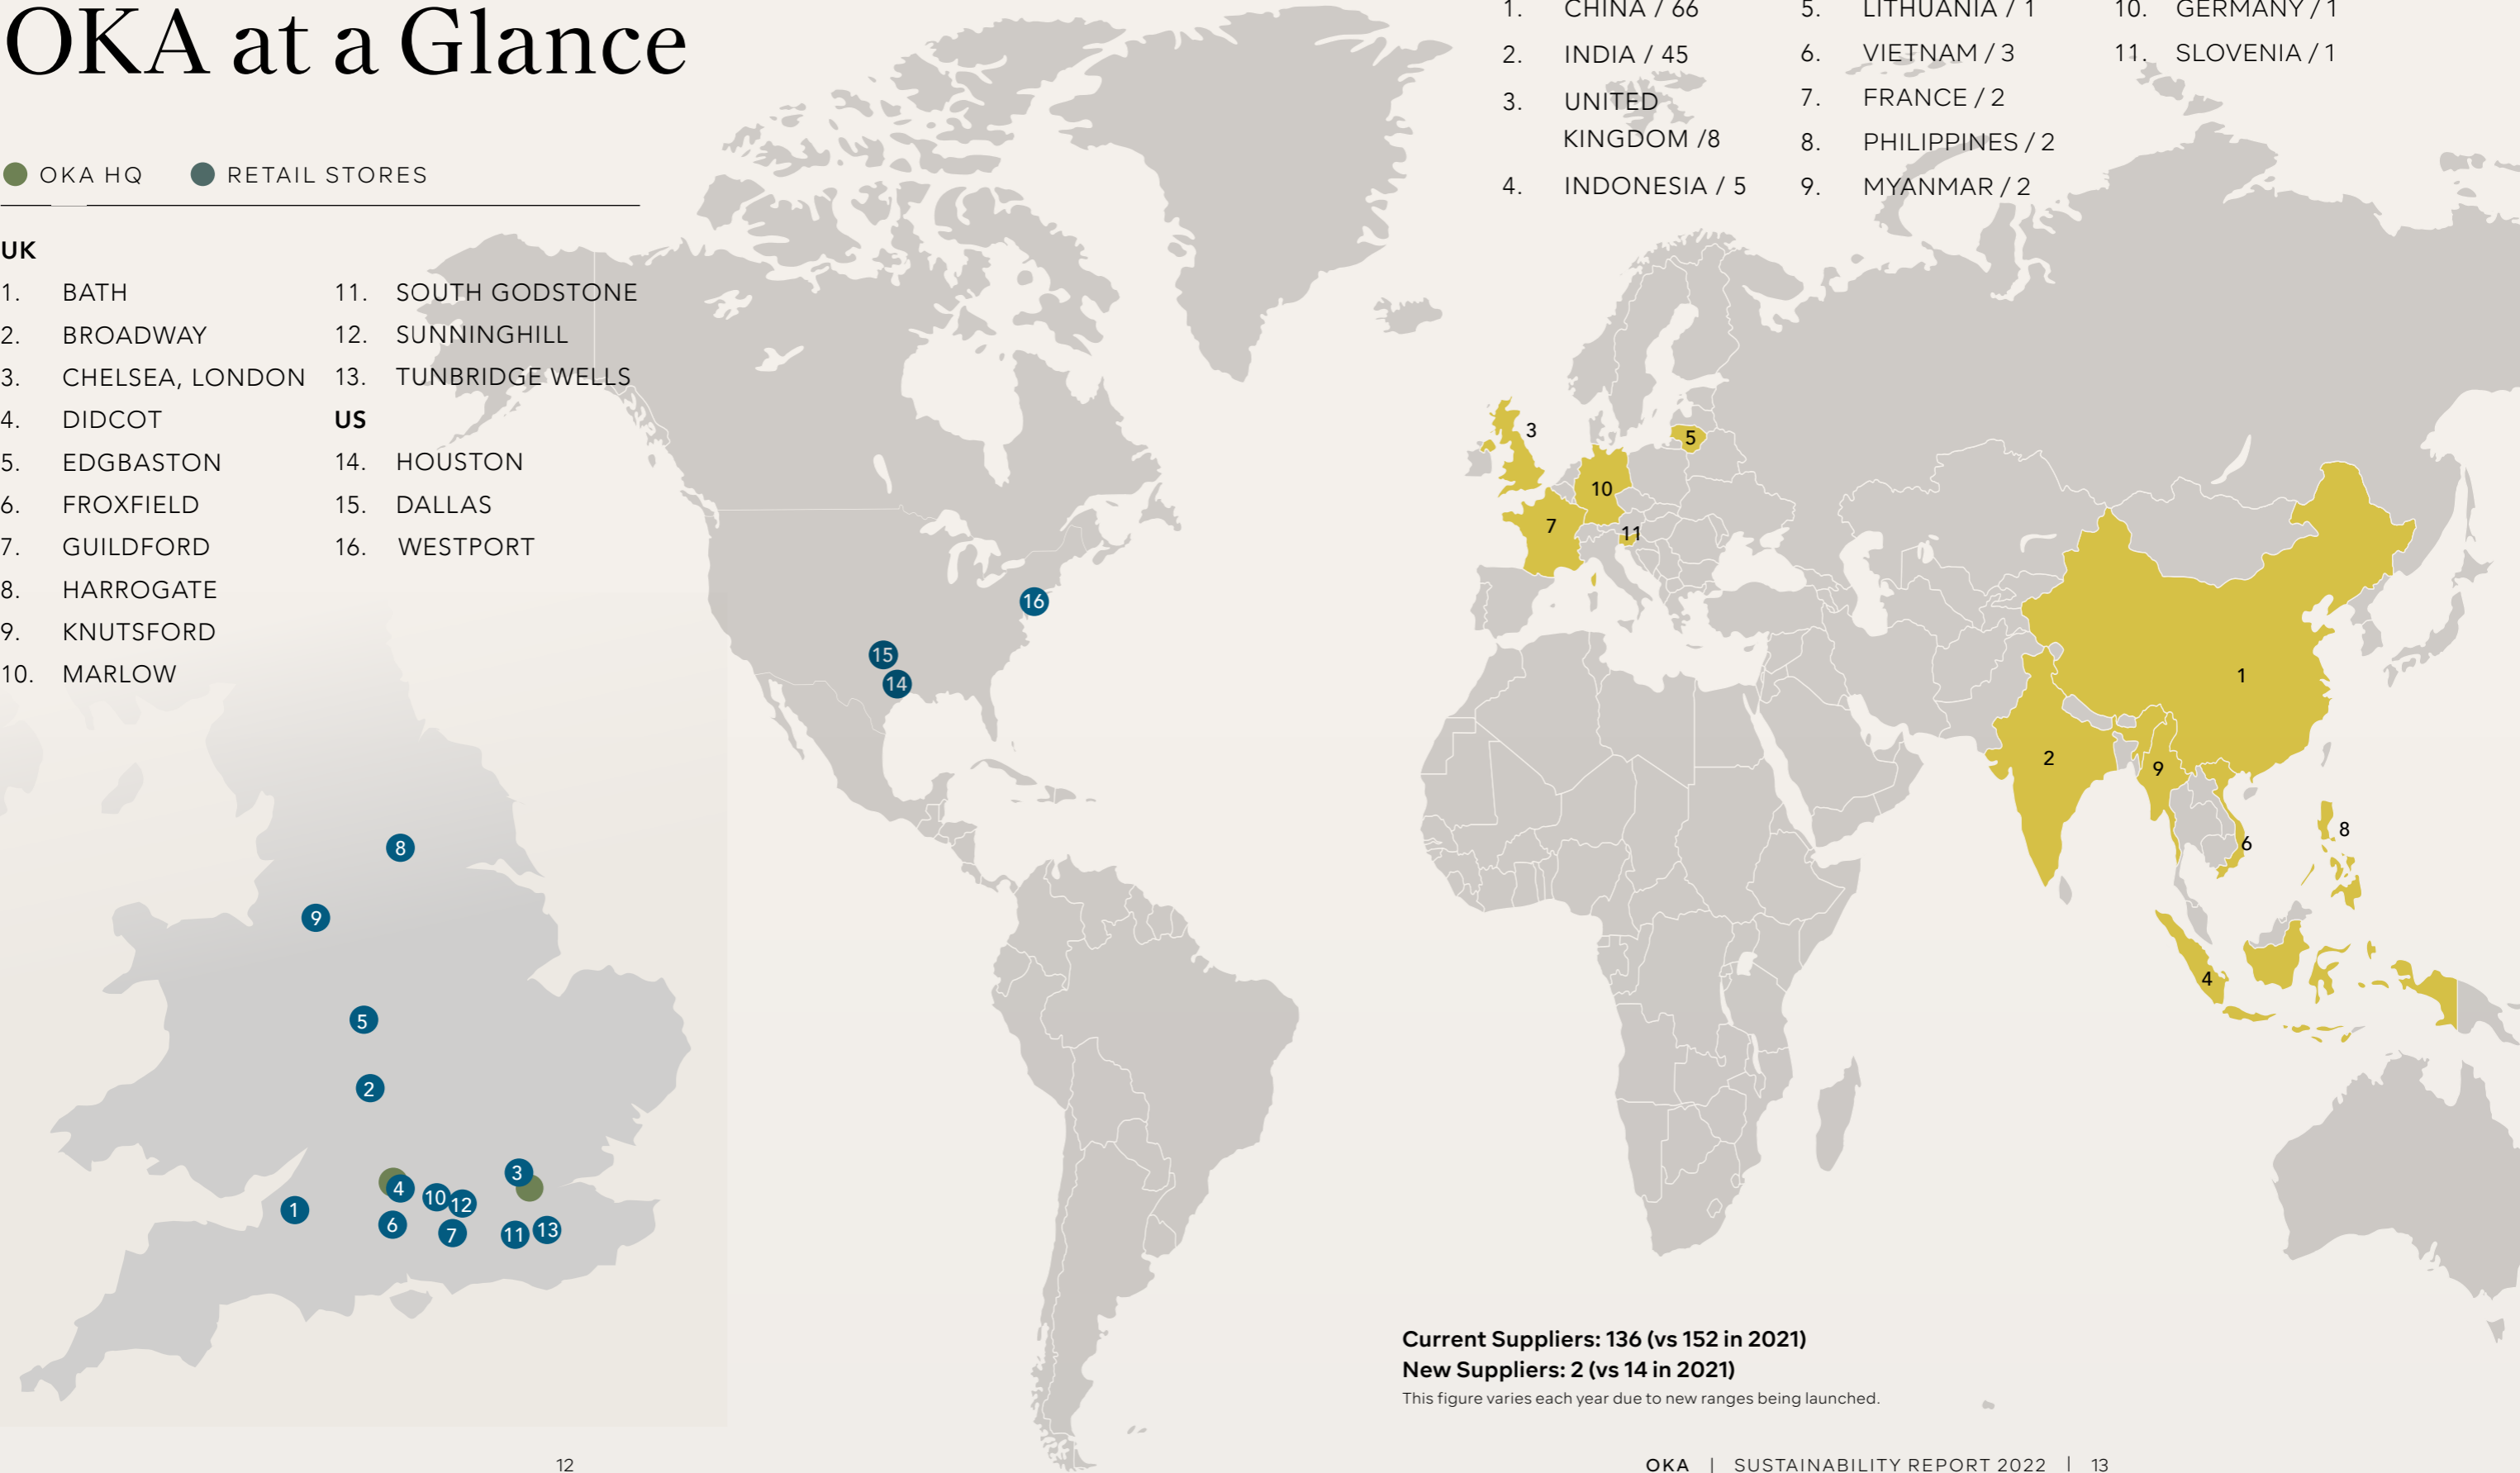 OKA at a Glance
OKA HQ
RETAIL STORES
UK
1. BATH
2. BROADWAY
3. CHELSEA, LONDON
4. DIDCOT
5. EDGBASTON
6. FROXFIELD
7. GUILDFORD
8. HARROGATE
9. KNUTSFORD
10. MARLOW
11. SOUTH GODSTONE
12. SUNNINGHILL
13. TUNBRIDGE WELLS
US
14. HOUSTON
15. DALLAS
16. WESTPORT
1. CHINA / 66
2. INDIA / 45
3. UNITED
KINGDOM /8
4. INDONESIA / 5
5. LITHUANIA / 1
6. VIETNAM / 3
7. FRANCE / 2
8. PHILIPPINES / 2
9. MYANMAR / 2
10. GERMANY / 1
11. SLOVENIA / 1
8
9
5
2
3
4
10
12
1
6
7
11
13
16
15
14
3
5
10
7
11
1
2
9
8
6
4
Current Suppliers: 136 (vs 152 in 2021)
New Suppliers: 2 (vs 14 in 2021)
This figure varies each year due to new ranges being launched.
12
OKA | SUSTAINABILITY REPORT 2022 | 13